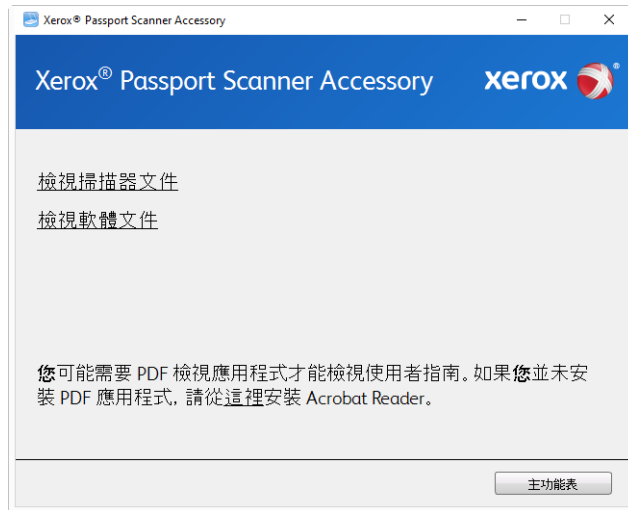 Xerox® Passport Scanner Accessory
Xerox® Passport Scanner Accessory
xerox ®
檢視掃描器文件
檢視軟體文件
您可能需要 PDF 檢視應用程式才能檢視使用者指南。如果您並未安
裝 PDF 應用程式, 請從這裡安裝 Acrobat Reader。
主功能表